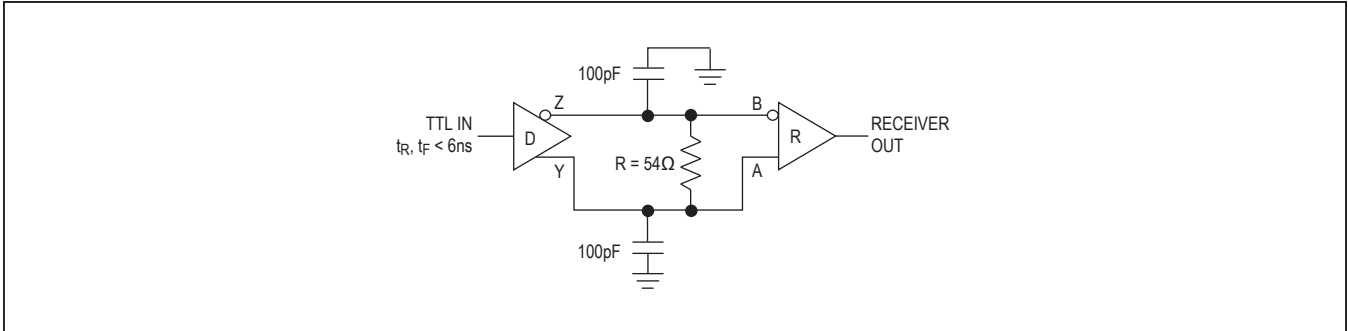 100pF
Z
B
TTL IN
tR, tF < 6ns
D
R
RECEIVER
OUT
R = 54Ω
Y
A
100pF